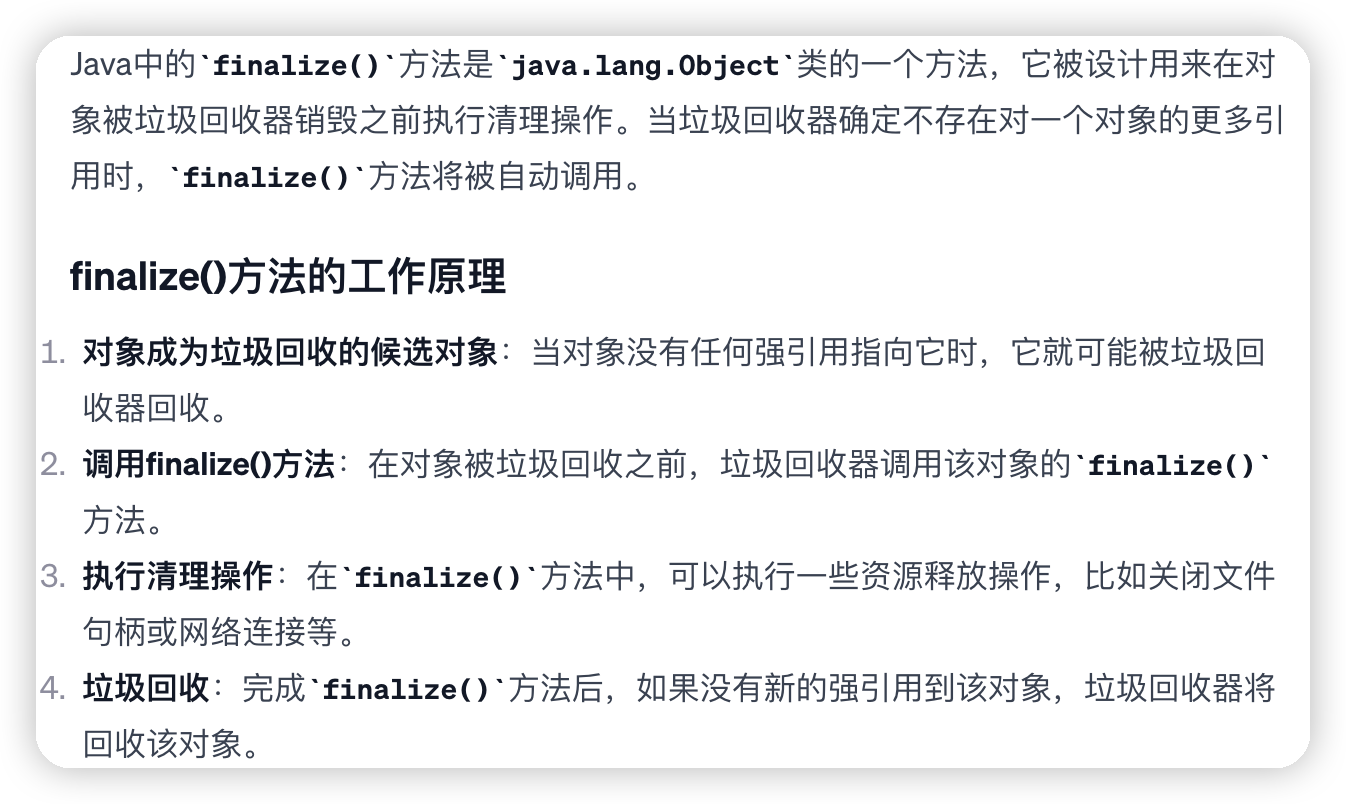 Java中的`finalize()`方法是`java.lang.Object`类的一个方法，它被设计用来在对
象被垃圾回收器销毁之前执行清理操作。当垃圾回收器确定不存在对一个对象的更多引
用时，`finalize()`方法将被自动调用。
finalize()方法的工作原理
1. 对象成为垃圾回收的候选对象：当对象没有任何强引用指向它时，它就可能被垃圾回
收器回收。
2. 调用finalize()方法：在对象被垃圾回收之前，垃圾回收器调用该对象的`finalize()`
方法。
3. 执行清理操作：在`finalize()`方法中，可以执行一些资源释放操作，比如关闭文件
句柄或网络连接等。
4. 垃圾回收：完成`finalize()`方法后，如果没有新的强引用到该对象，垃圾回收器将
回收该对象。